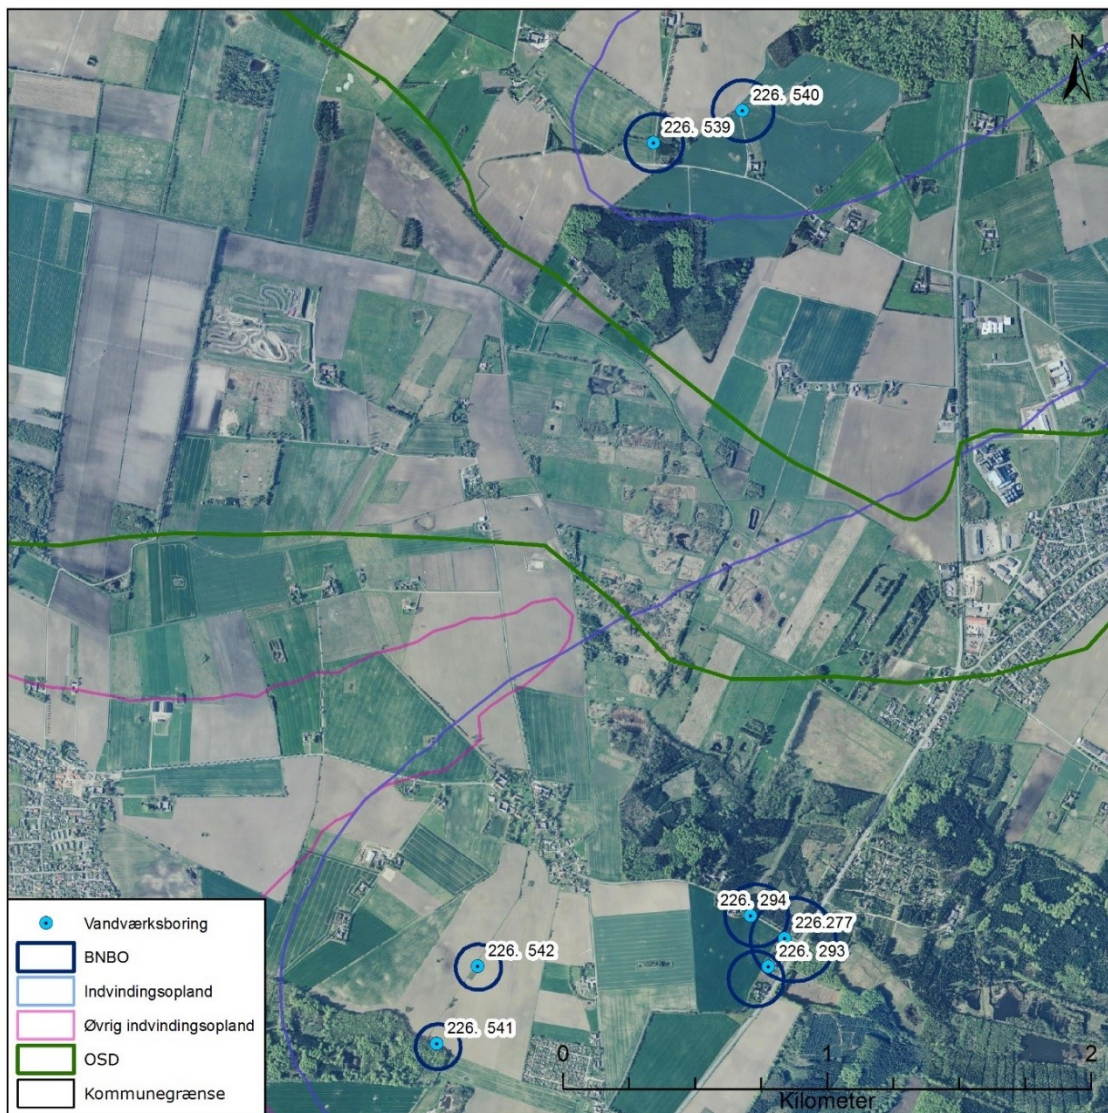 N
226. 540
226. 539
226. 294
226.277
226. 293
226. 542
226. 541
Vandværksboring
BNBO
Indvindingsopland
Øvrig indvindingsopland
OSD
Kommunegrænse
0 1 2
Kilometer